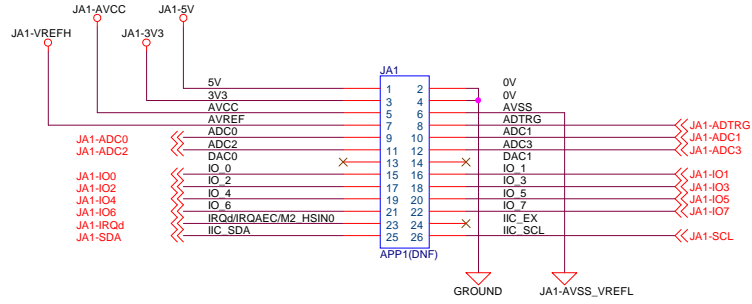 JA1-AVCC JA1-5V
JA1-VREFH JA1-3V3
JA1
5V 1 2 0V
3V3 3 4 0V
AVCC 5 6 AVSS
AVREF 7 8 ADTRG JA1-ADTRG
JA1-ADC0 ADC0 9 10 ADC1 JA1-ADC1
JA1-ADC2 ADC2 11 12 ADC3 JA1-ADC3
DAC0 13 14 DAC1
JA1-IO0 IO_0 15 16 IO_1 JA1-IO1
JA1-IO2 IO_2 17 18 IO_3 JA1-IO3
JA1-IO4 IO_4 19 20 IO_5 JA1-IO5
JA1-IO6 IO_6 21 22 IO_7 JA1-IO7
JA1-IRQd IRQd/IRQAEC/M2_HSIN0 23 24 IIC_EX
JA1-SDA IIC_SDA 25 26 IIC_SCL JA1-SCL
APP1(DNF)
GROUND JA1-AVSS_VREFL